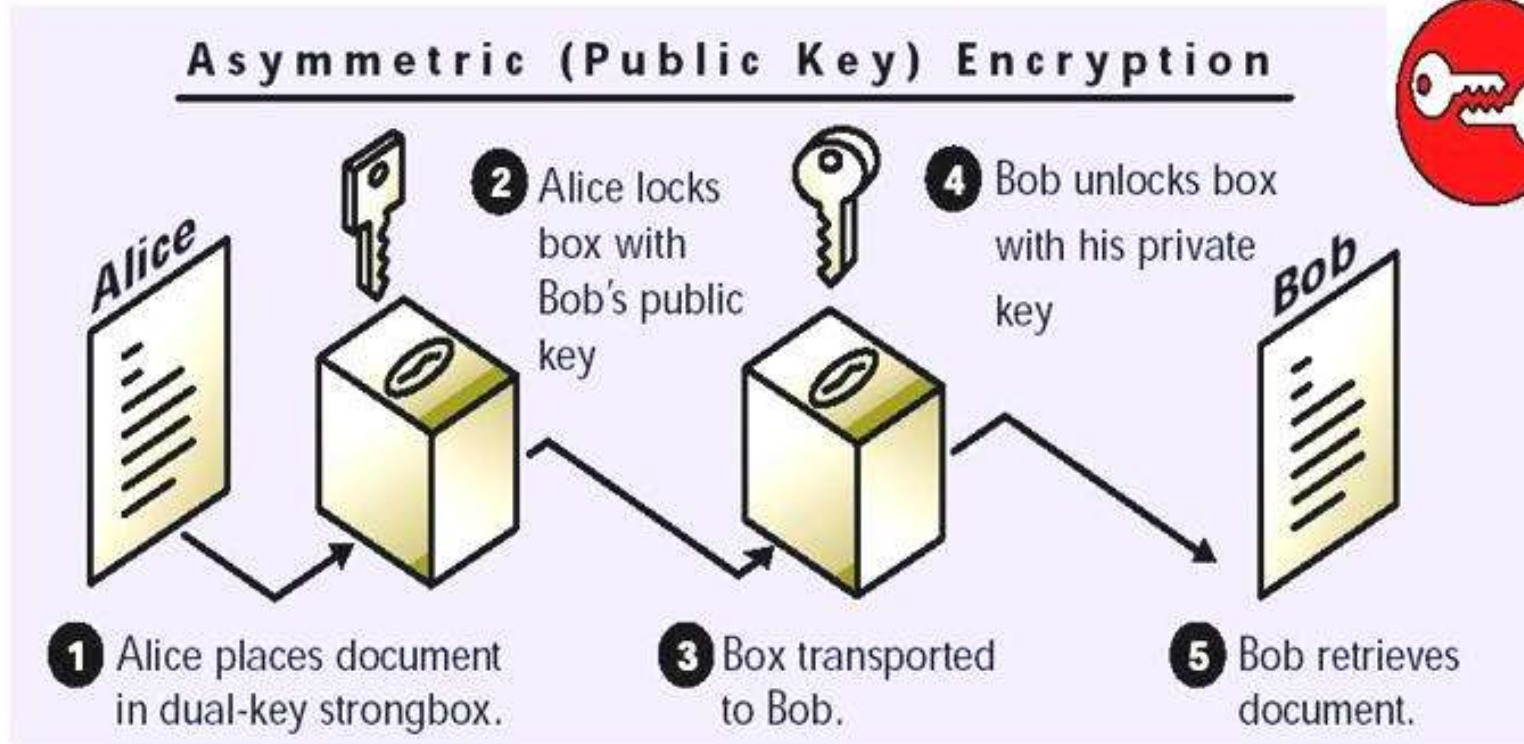 Asymmetric (Public Key) Encryption
Alice
2 Alice locks
box with
Bob's public
key
4 Bob unlocks box
with his private
key
Bob
1 Alice places document
in dual-key strongbox.
3 Box transported
to Bob.
5 Bob retrieves
document.